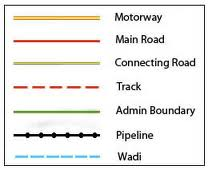 Motorway
Main Road
Connecting Road
Track
Admin Boundary
Pipeline
Wadi